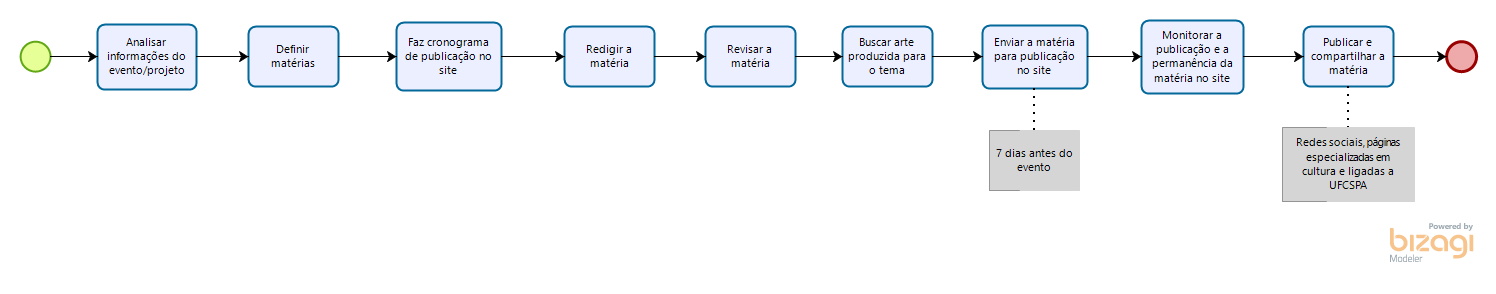 Analisar
informações do
evento/projeto
Definir
matérias
Faz cronograma
de publicação no
site
Redigir a
matéria
Revisar a
matéria
Buscar arte
produzida para
o tema
Enviar a matéria
para publicação
no site
Monitorar a
publicação e a
permanência da
matéria no site
Publicar e
compartilhar a
matéria
7 dias antes do
evento
Redes sociais, páginas
especializadas em
cultura e ligadas a
UFCSPA
Powered by
bizagi
Modeler